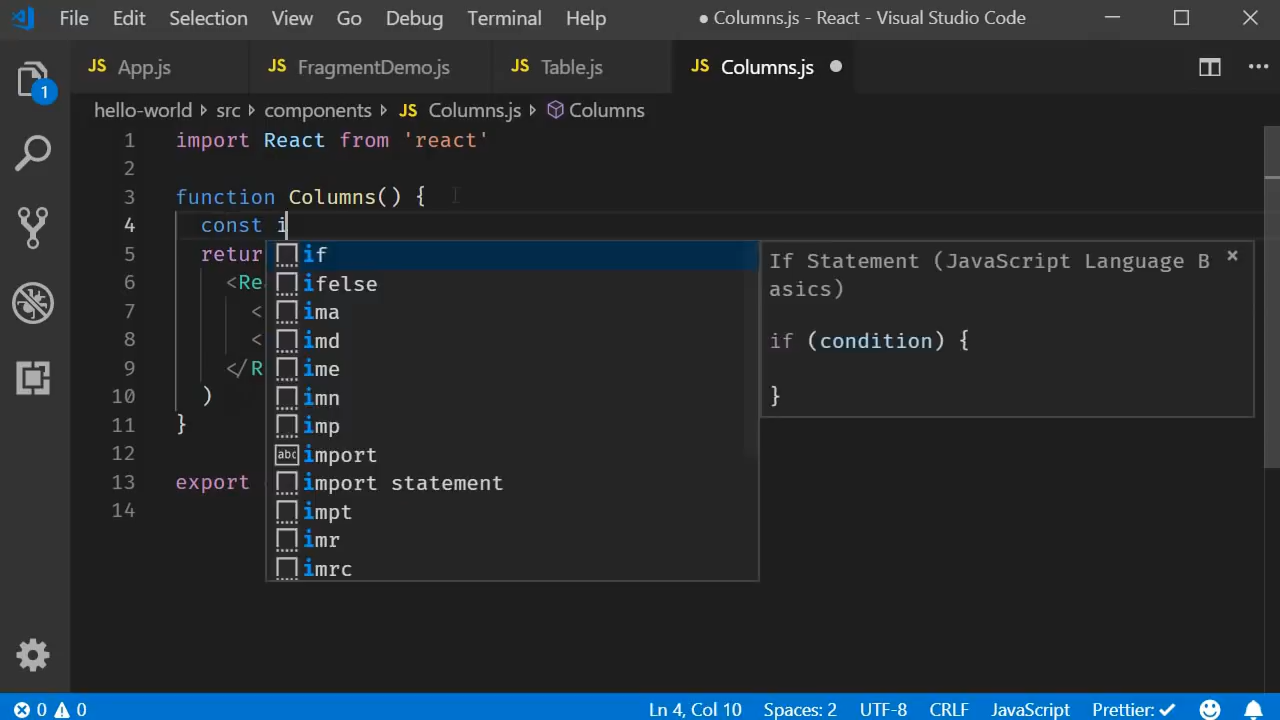 File Edit Selection View Go Debug Terminal Help ● Columns.js - React - Visual Studio Code
JS App.js JS FragmentDemo.js JS Table.js JS Columns.js
1
hello-world src components JS Columns.js Columns
1 import React from 'react'
2
3 function Columns() {
4 const i
5 retur
6 <Re
7 <
8 <
9 </R
10 )
11 }
12
13 export
14
if
ifelse
ima
imd
ime
imn
imp
abc import
import statement
impt
imr
imrc
If Statement (JavaScript Language B
asics)
if (condition) {
}
0 0 Ln 4, Col 10 Spaces: 2 UTF-8 CRLF JavaScript Prettier: ✓